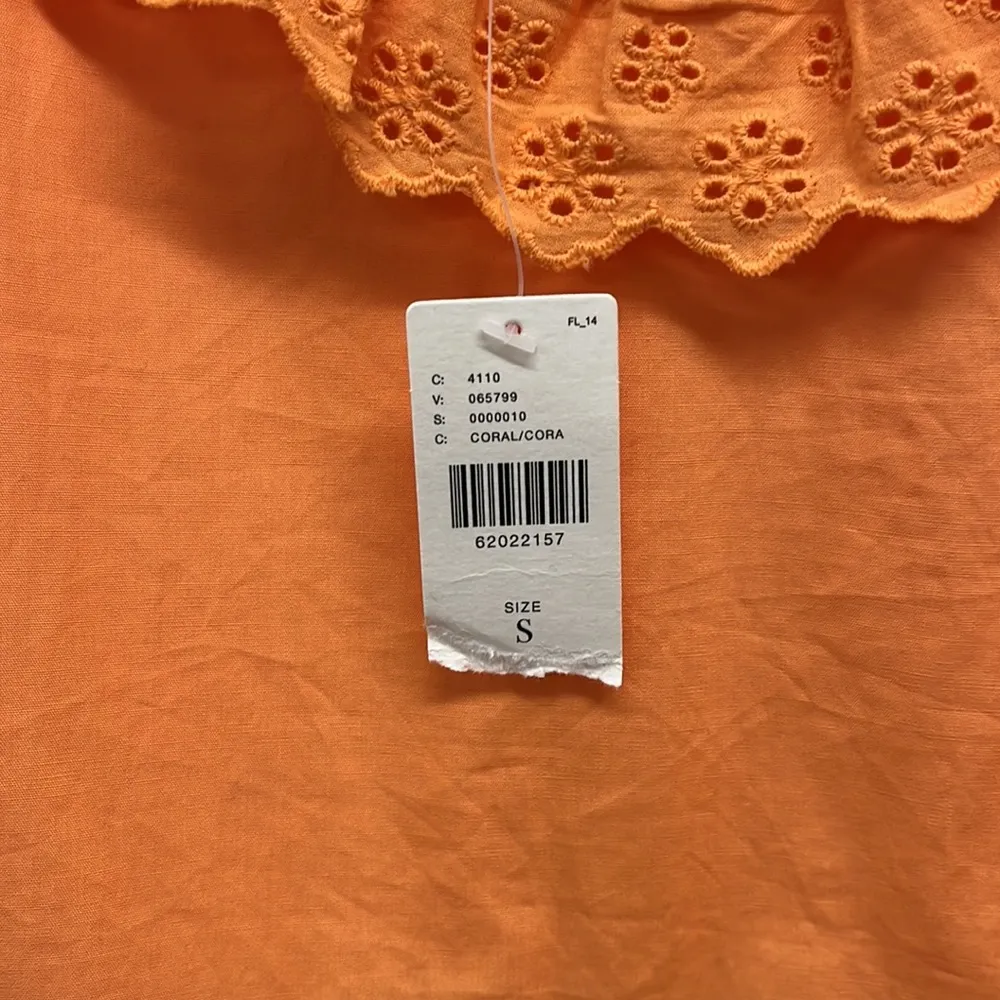 FL_14
C: 4110
V: 065799
S: 0000010
C: CORAL/CORA
62022157
SIZE
S